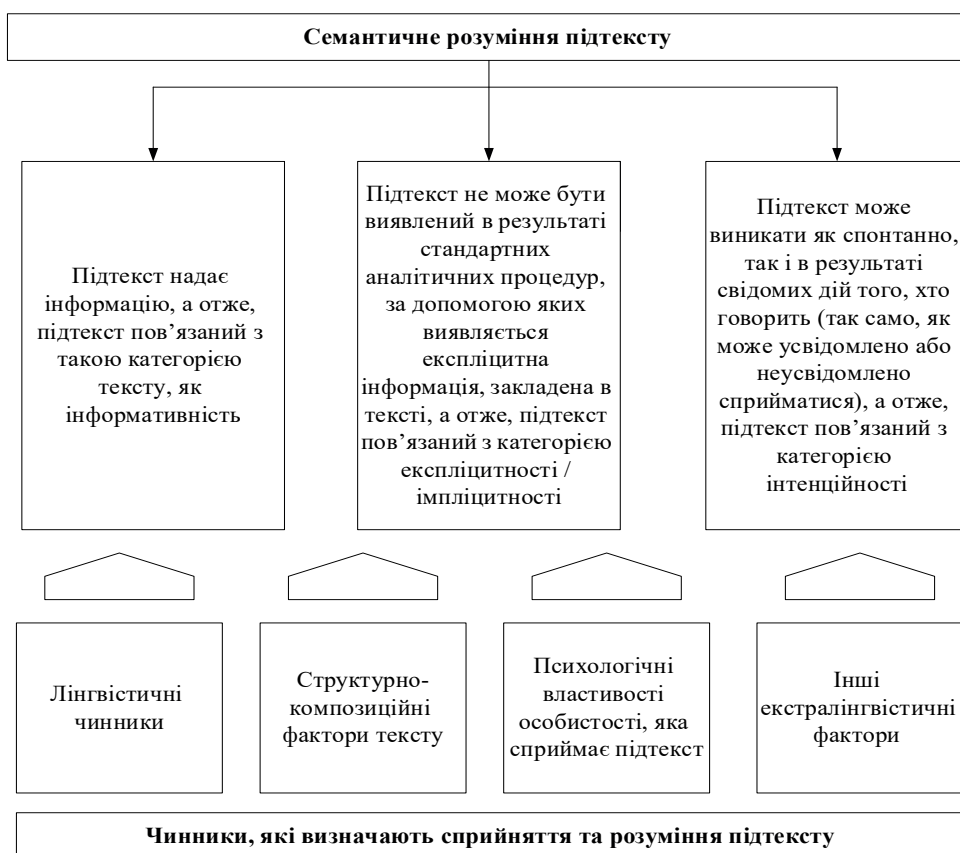 Семантичне розуміння підтексту
Підтекст надає
інформацію, а отже,
підтекст пов’язаний з
такою категорією
тексту, як
інформативність
Підтекст не може бути
виявлений в результаті
стандартних
аналітичних процедур,
за допомогою яких
виявляється
експліцитна
інформація, закладена в
тексті, а отже, підтекст
пов’язаний з категорією
експліцитності /
імпліцитності
Підтекст може
виникати як спонтанно,
так і в результаті
свідомих дій того, хто
говорить (так само, як
може усвідомлено або
неусвідомлено
сприйматися), а отже,
підтекст пов’язаний з
категорією
інтенційності
Лінгвістичні
чинники
Структурно-
композиційні
фактори тексту
Психологічні
властивості
особистості, яка
сприймає підтекст
Інші
екстралінгвістичні
фактори
Чинники, які визначають сприйняття та розуміння підтексту